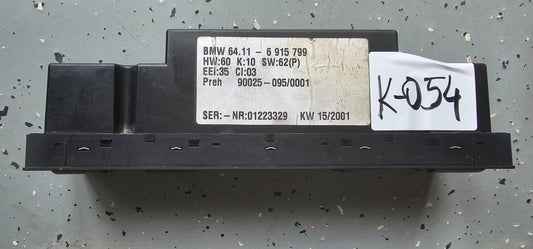 BMW 64.11 - 6 915 799
HW:60 K:10 SW:62(P)
EEi:35 CI:03
Preh 90025-095/0001
SER:-NR:01223329 KW 15/2001
K-054